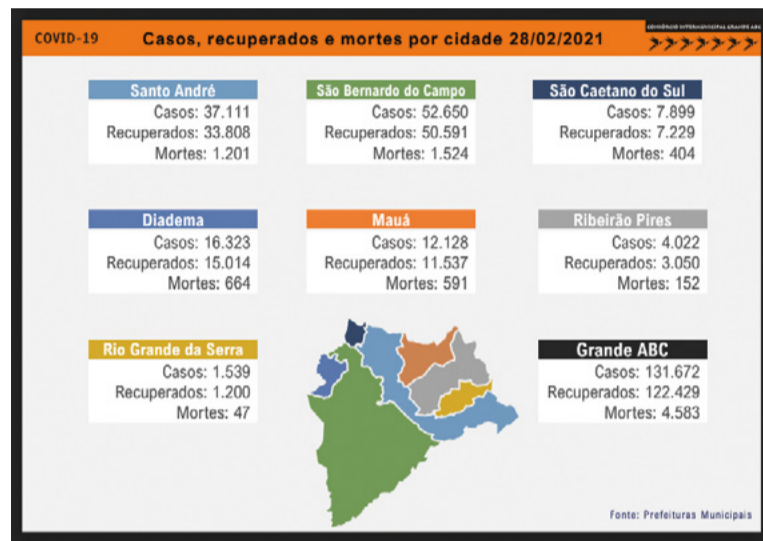 COVID-19
Casos, recuperados e mortes por cidade 28/02/2021
CONSÓRCIO INTERMUNICIPAL GRANDE ABC
Santo André
Casos: 37.111
Recuperados: 33.808
Mortes: 1.201
São Bernardo do Campo
Casos: 52.650
Recuperados: 50.591
Mortes: 1.524
São Caetano do Sul
Casos: 7.899
Recuperados: 7.229
Mortes: 404
Diadema
Casos: 16.323
Recuperados: 15.014
Mortes: 664
Mauá
Casos: 12.128
Recuperados: 11.537
Mortes: 591
Ribeirão Pires
Casos: 4.022
Recuperados: 3.050
Mortes: 152
Rio Grande da Serra
Casos: 1.539
Recuperados: 1.200
Mortes: 47
Grande ABC
Casos: 131.672
Recuperados: 122.429
Mortes: 4.583
Fonte: Prefeituras Municipais